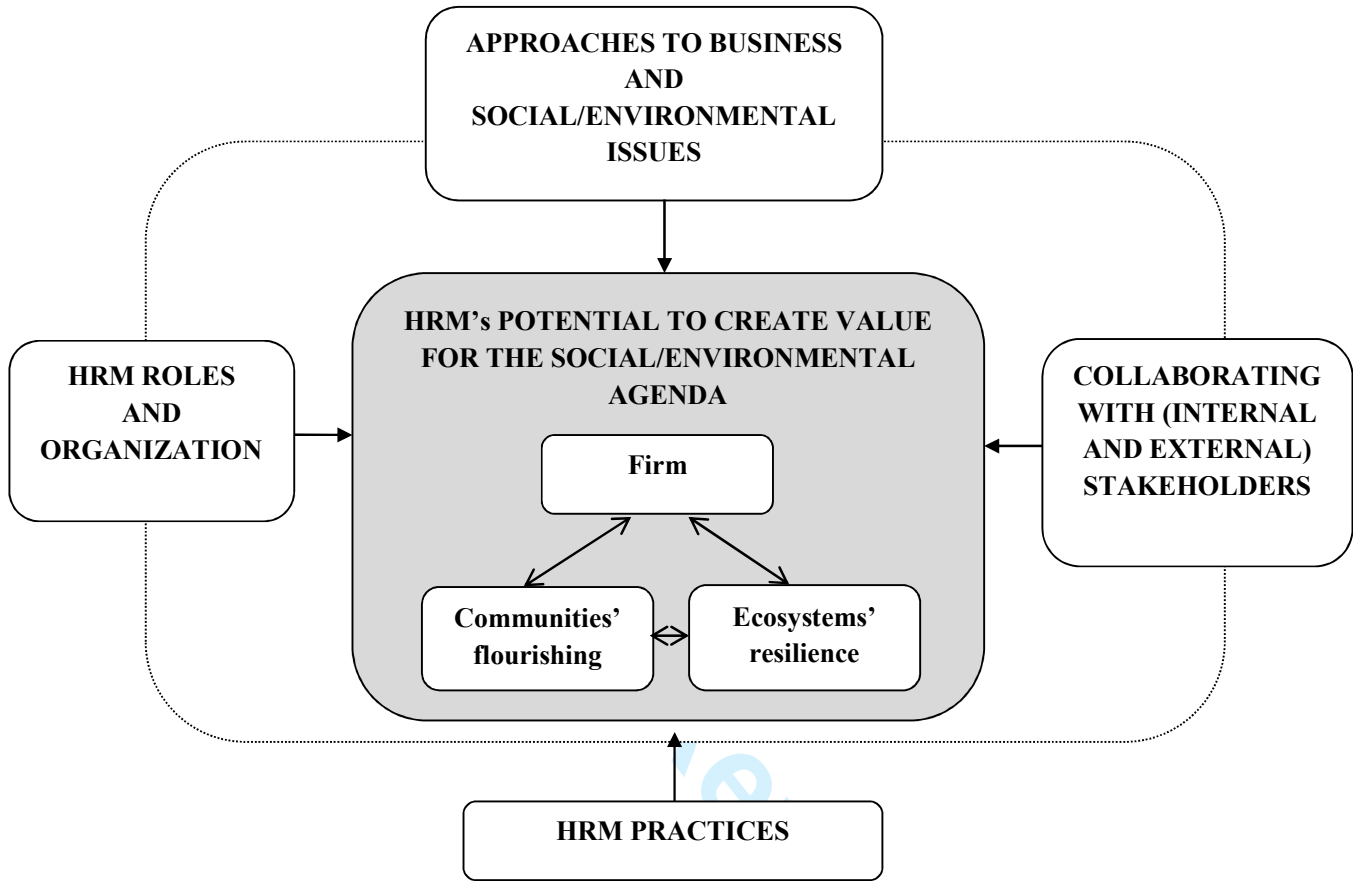 APPROACHES TO BUSINESS
AND
SOCIAL/ENVIRONMENTAL
ISSUES
HRM's POTENTIAL TO CREATE VALUE
FOR THE SOCIAL/ENVIRONMENTAL
AGENDA
HRM ROLES
AND
ORGANIZATION
COLLABORATING
WITH (INTERNAL
AND EXTERNAL)
STAKEHOLDERS
Firm
Communities’
flourishing
Ecosystems’
resilience
HRM PRACTICES